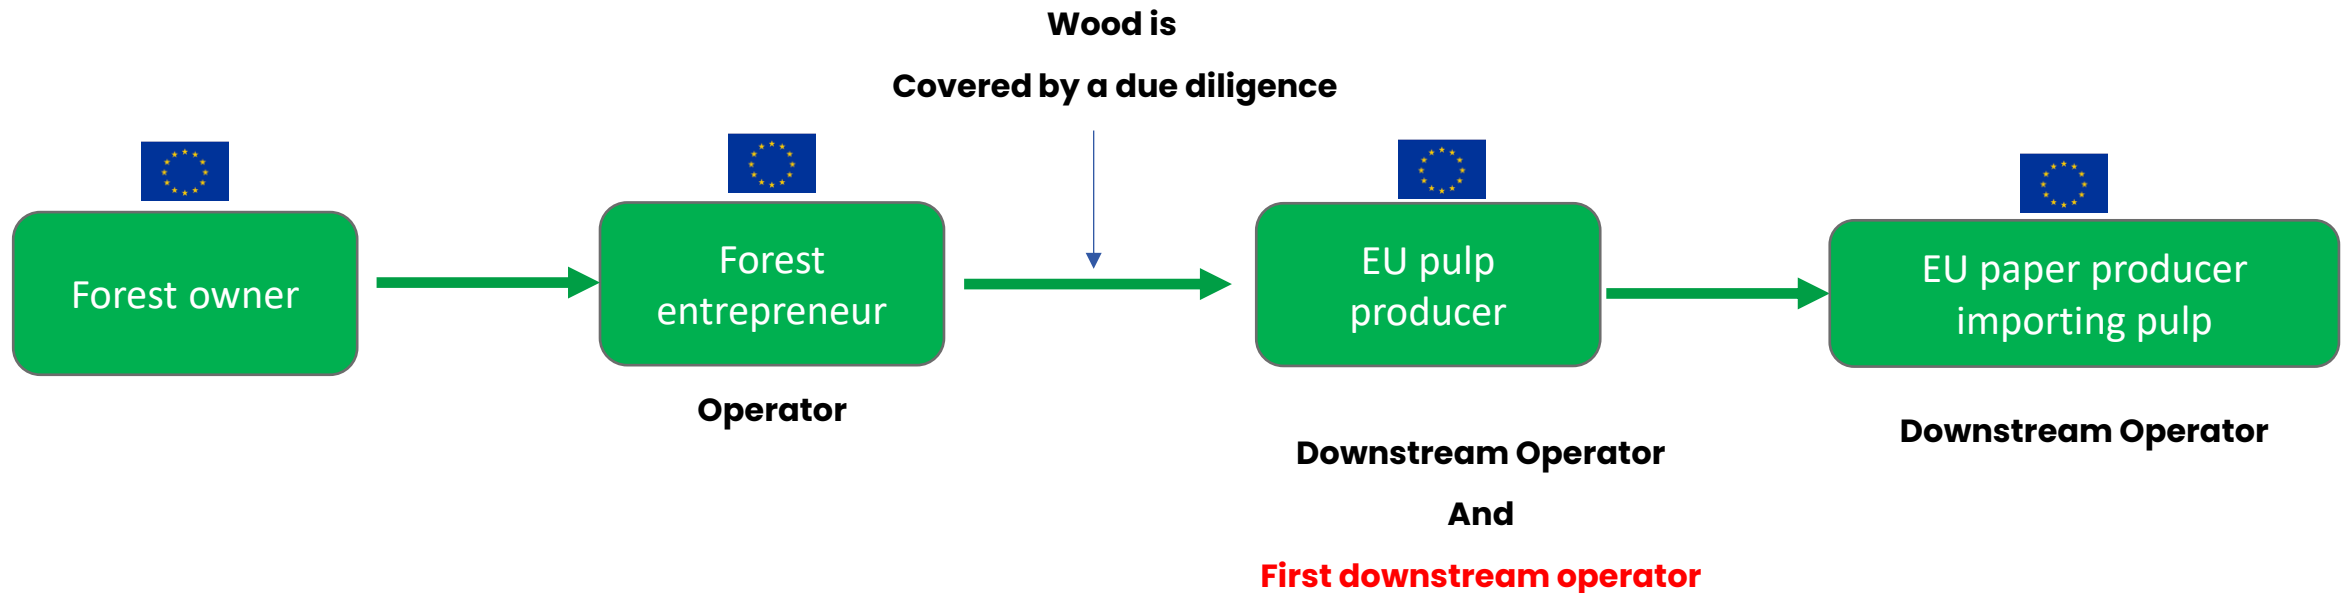 Wood is
Covered by a due diligence
Forest owner
Forest
entrepreneur
Operator
EU pulp
producer
Downstream Operator
And
First downstream operator
EU paper producer
importing pulp
Downstream Operator